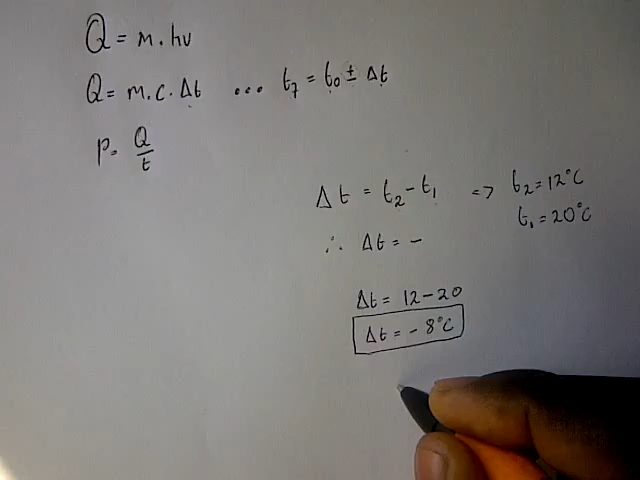 Q = m. hv
Q = m.c. Δt ... t₇ = t₀ ± Δt
P = Q/t
Δt = t₂ - t₁ => t₂ = 12°C
t₁ = 20°C
∴ Δt = -
Δt = 12 - 20
Δt = - 8°C